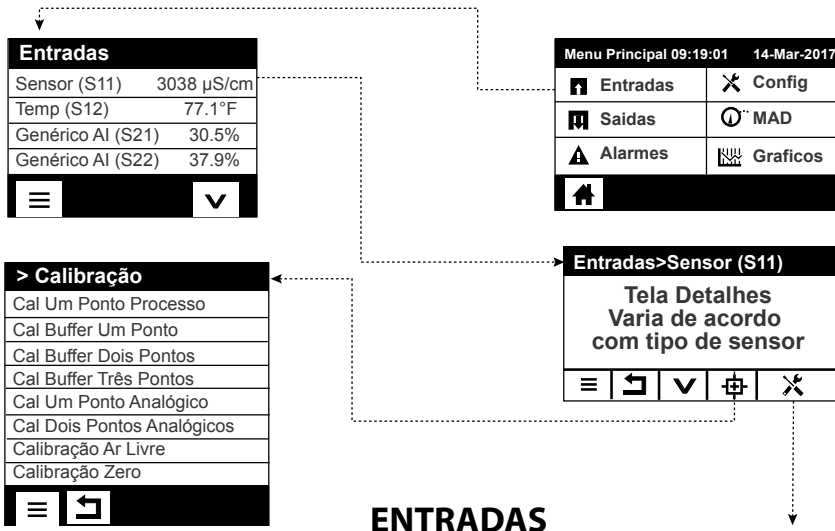 Entradas
Sensor (S11) 3038 µS/cm
Temp (S12) 77.1°F
Genérico AI (S21) 30.5%
Genérico AI (S22) 37.9%
Menu Principal 09:19:01 14-Mar-2017
Entradas Config
Saidas MAD
Alarmes Graficos
> Calibração
Cal Um Ponto Processo
Cal Buffer Um Ponto
Cal Buffer Dois Pontos
Cal Buffer Três Pontos
Cal Um Ponto Analógico
Cal Dois Pontos Analógicos
Calibração Ar Livre
Calibração Zero
Entradas>Sensor (S11)
Tela Detalhes
Varia de acordo
com tipo de sensor
ENTRADAS